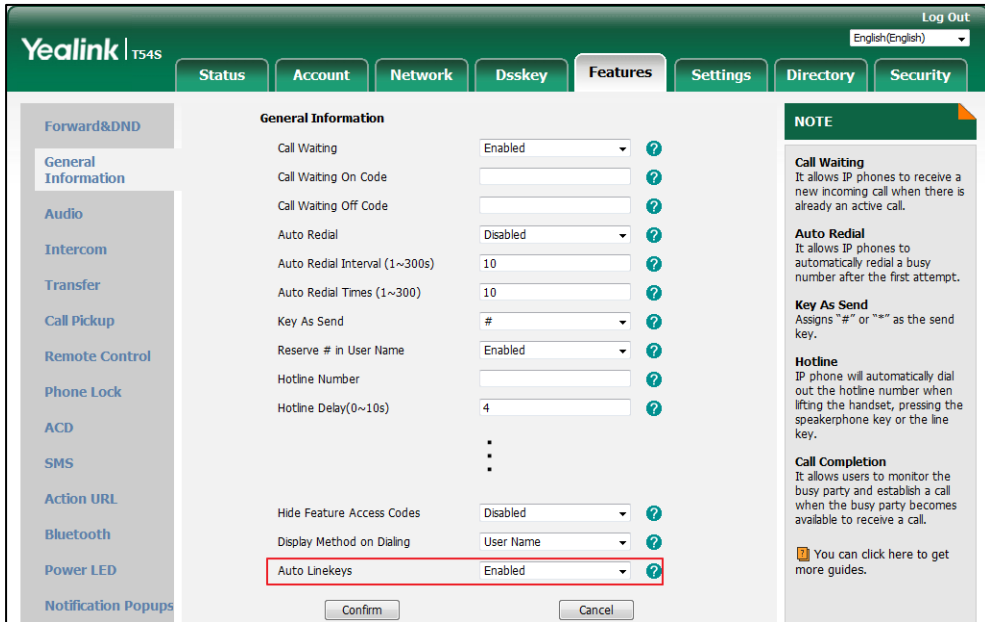 Log Out
Yealink T54S
English(English)
Status Account Network Dsskey Features Settings Directory Security
Forward&DND
General
Information
Audio
Intercom
Transfer
Call Pickup
Remote Control
Phone Lock
ACD
SMS
Action URL
Bluetooth
Power LED
Notification Popups
General Information
Call Waiting Enabled ?
Call Waiting On Code ?
Call Waiting Off Code ?
Auto Redial Disabled ?
Auto Redial Interval (1~300s) 10 ?
Auto Redial Times (1~300) 10 ?
Key As Send # ?
Reserve # in User Name Enabled ?
Hotline Number ?
Hotline Delay(0~10s) 4 ?
Hide Feature Access Codes Disabled ?
Display Method on Dialing User Name ?
Auto Linekeys Enabled ?
Confirm Cancel
NOTE
Call Waiting
It allows IP phones to receive a
new incoming call when there is
already an active call.
Auto Redial
It allows IP phones to
automatically redial a busy
number after the first attempt.
Key As Send
Assigns "#" or "*" as the send
key.
Hotline
IP phone will automatically dial
out the hotline number when
lifting the handset, pressing the
speakerphone key or the line
key.
Call Completion
It allows users to monitor the
busy party and establish a call
when the busy party becomes
available to receive a call.
? You can click here to get
more guides.